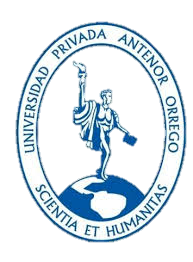 UNIVERSIDAD PRIVADA ANTENOR ORREGO
SCIENTIA ET HUMANITAS